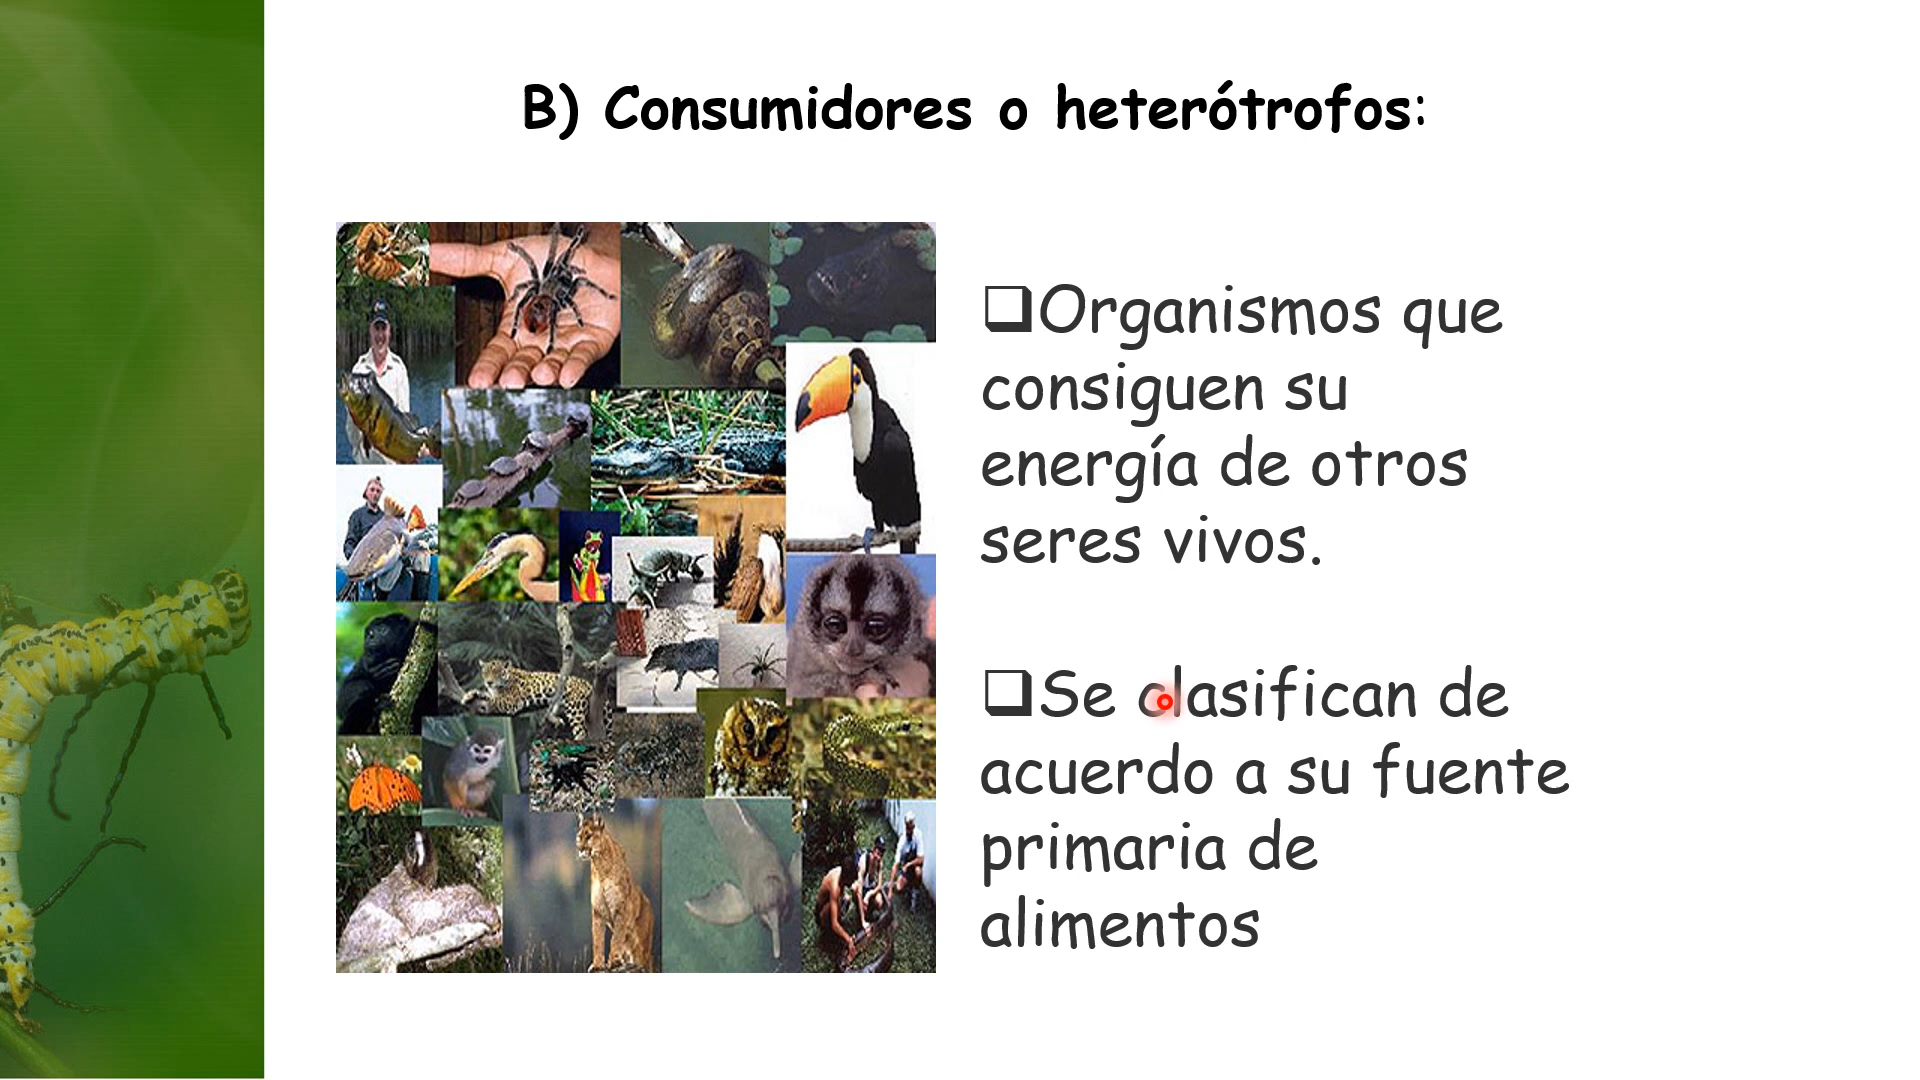 B) Consumidores o heterótrofos:
❑Organismos que
consiguen su
energía de otros
seres vivos.
❑Se clasifican de
acuerdo a su fuente
primaria de
alimentos